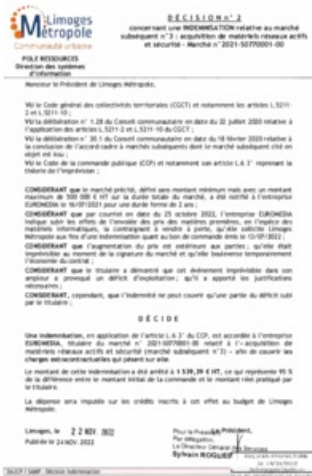 Limoges
Métropole
Communauté urbaine
POLE RESSOURCES
Direction des systèmes
d'information
DÉCISION n° 2
concernant une INDEMNISATION relative au marché
subséquent n°3 : acquisition de matériels réseaux actifs
et sécurité - Marché n°2021-50770001-00
Monsieur le Président de Limoges Métropole,
VU le Code général des collectivités territoriales (CGCT) et notamment les articles L.5211-
2 et L.5211-10 ;
VU la délibération n° 1.28 du Conseil communautaire en date du 22 juillet 2020 relative à
l'application des articles L.5211-2 et L.5211-10 du CGCT ;
VU la délibération n° 30.1 du Conseil communautaire en date du 18 février 2020 relative à
la conclusion de l'accord-cadre à marchés subséquents dont le marché subséquent cité en
objet est issu ;
VU le Code de la commande publique (CCP) et notamment son article L.6 3° reprenant la
théorie de l'imprévision ;
CONSIDÉRANT que le marché précité, défini sans montant minimum mais avec un montant
maximum de 500 000 € HT sur la durée totale du marché, a été notifié à l'entreprise
EURONEDIA le 16/07/2021 pour une durée ferme de 2 ans ;
CONSIDÉRANT que par courriel en date du 25 octobre 2022, l'entreprise EURONEDIA
indique subir les effets de l'envolée des prix des matières premières, en l'espèce des
matériels informatiques, la contraignant à vendre à perte, qu'elle sollicite Limoges
Métropole aux fins d'une indemnisation quant au bon de commande émis le 13/07/2022 ;
CONSIDÉRANT que l'augmentation du prix est extérieure aux parties ; qu'elle était
imprévisible au moment de la signature du marché et qu'elle bouleverse temporairement
l'économie du contrat ;
CONSIDÉRANT que le titulaire a démontré que cet évènement imprévisible dans son
ampleur a provoqué un déficit d'exploitation ; qu'il a apporté les justifications
nécessaires ;
CONSIDÉRANT, cependant, que l'indemnité ne peut couvrir qu'une partie du déficit subi
par le titulaire ;
DÉCIDE
Une indemnisation, en application de l'article L.6 3° du CCP, est accordée à l'entreprise
EURONEDIA, titulaire du marché n° 2021-50770001-00 relatif à l'« acquisition de
matériels réseaux actifs et sécurité (marché subséquent n°3) » afin de couvrir les
charges extracontractuelles qui pèsent sur elle.
Le montant de cette indemnisation a été arrêté à 1 539,39 € HT, ce qui représente 95 %
de la différence entre le montant initial de la commande et le montant réel pratiqué par
le titulaire.
La dépense sera imputée sur les crédits inscrits à cet effet au budget de Limoges
Métropole.
Limoges, le 22 NOV. 2022
Publiée le 24 NOV. 2022
Pour le Président, Le Président,
Par délégation,
Le Directeur Général des Services
Sylvain ROQUES